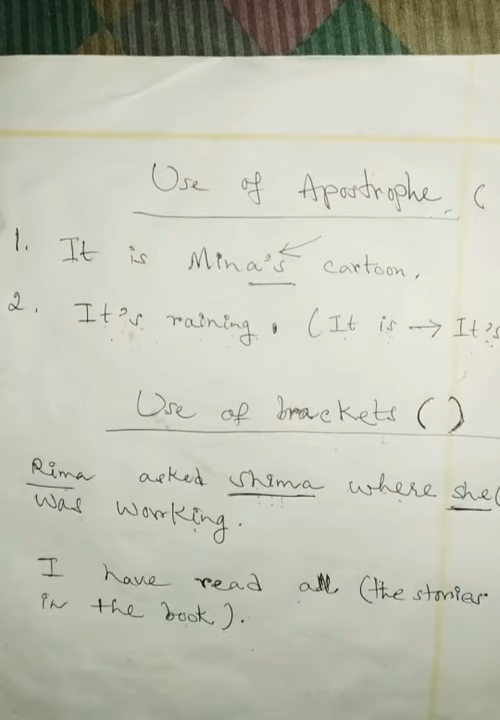 Use of Apostrophe (
1. It is Mina's cartoon.
2. It's raining. (It is → It's
Use of brackets ()
Rima asked Shima where she(
was working.
I have read all (the stories
in the book).